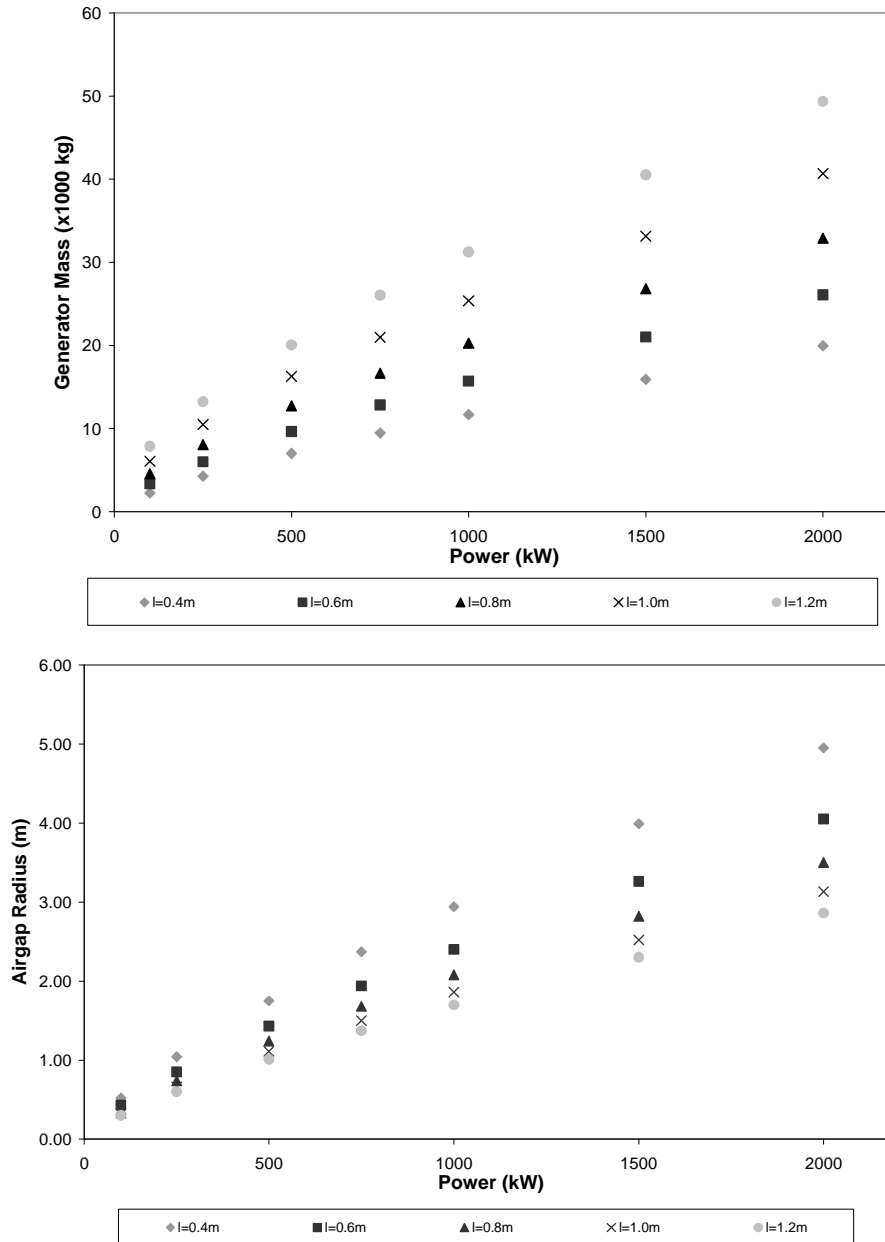 60
50
40
30
20
10
0
Generator Mass (x1000 kg)
0 500 1000 1500 2000
Power (kW)
l=0.4m l=0.6m l=0.8m l=1.0m l=1.2m
6.00
5.00
4.00
3.00
2.00
1.00
0.00
Airgap Radius (m)
0 500 1000 1500 2000
Power (kW)
l=0.4m l=0.6m l=0.8m l=1.0m l=1.2m